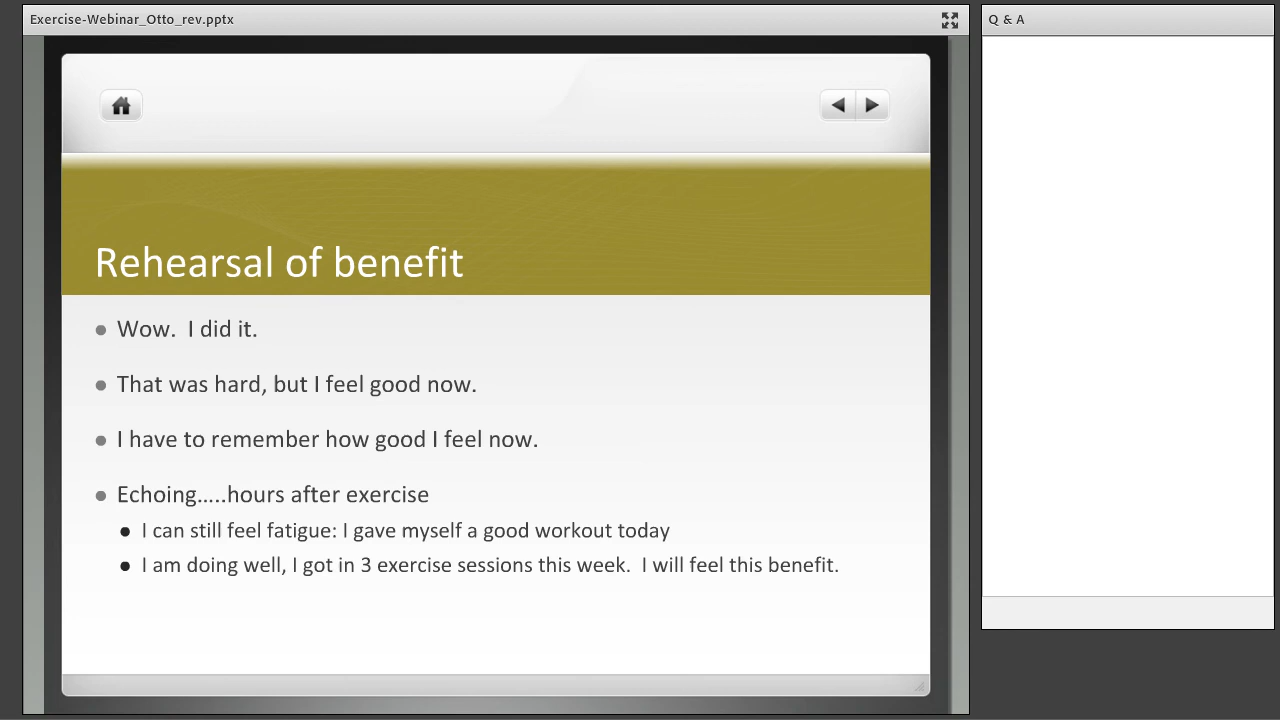 Exercise-Webinar_Otto_rev.pptx
Q & A
Rehearsal of benefit
Wow.  I did it.
That was hard, but I feel good now.
I have to remember how good I feel now.
Echoing.....hours after exercise
I can still feel fatigue: I gave myself a good workout today
I am doing well, I got in 3 exercise sessions this week.  I will feel this benefit.